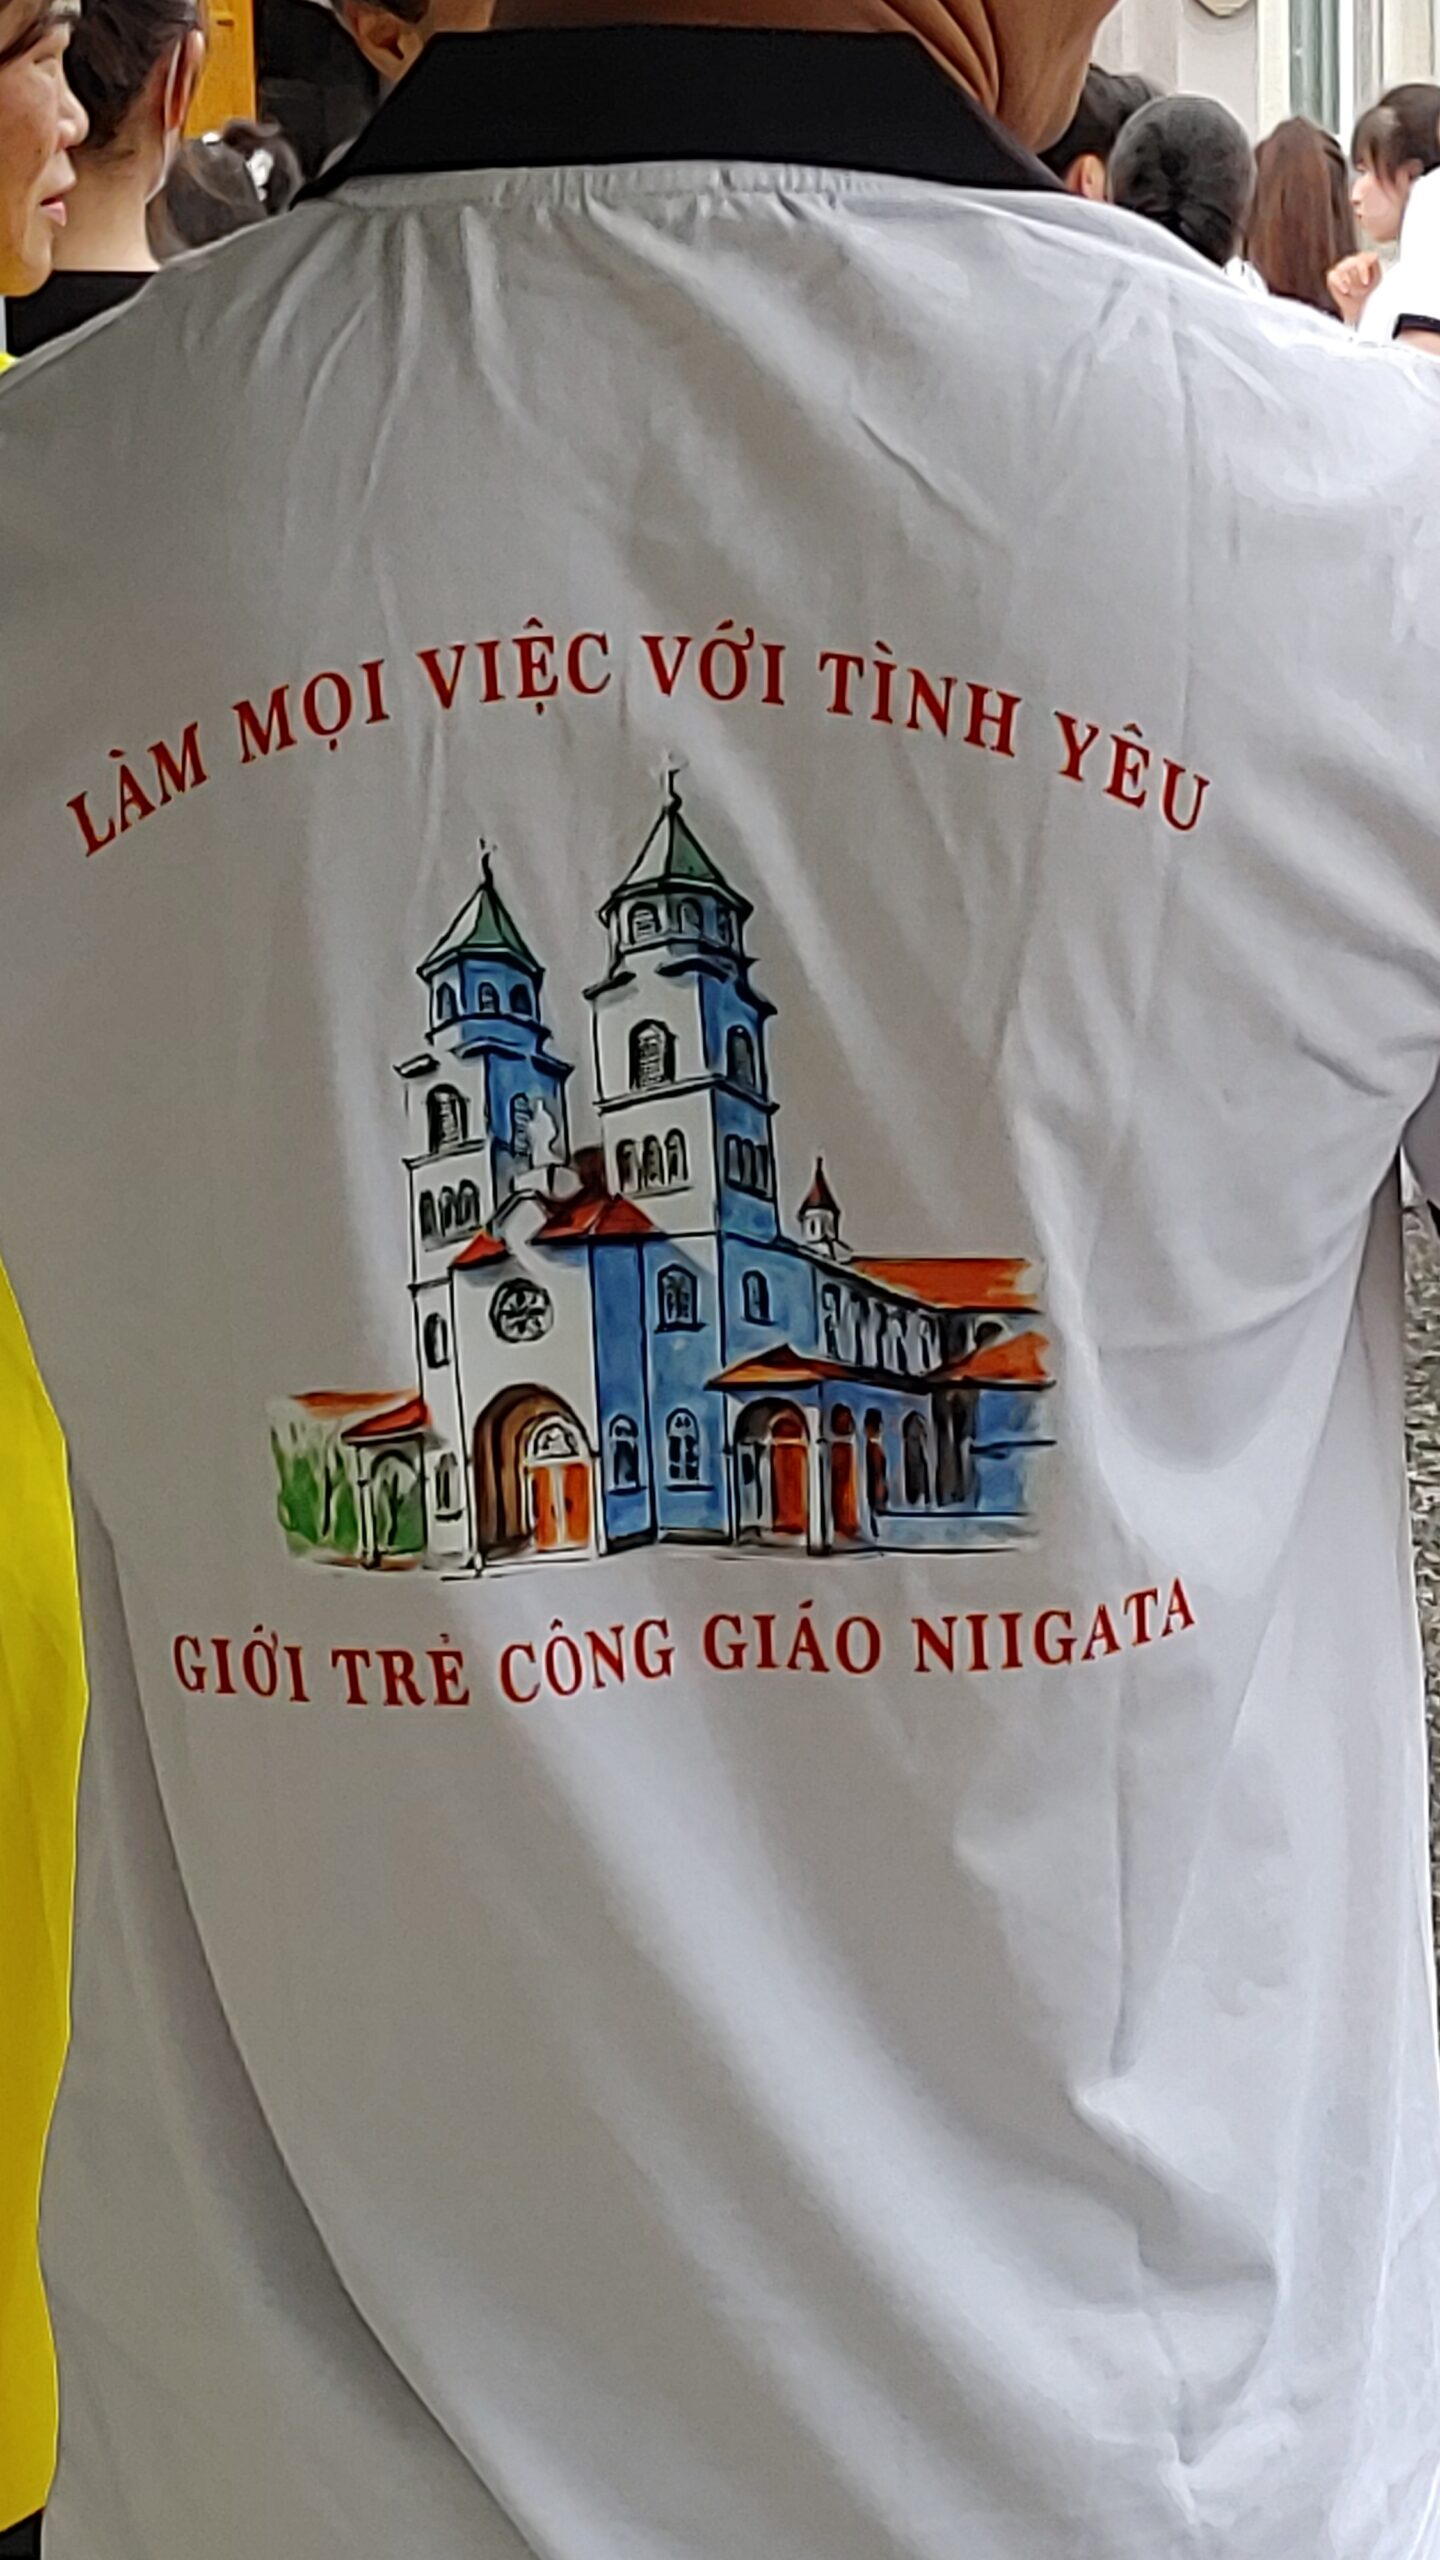 LÀM MỌI VIỆC VỚI TÌNH YÊU
GIỚI TRẺ CÔNG GIÁO NIIGATA